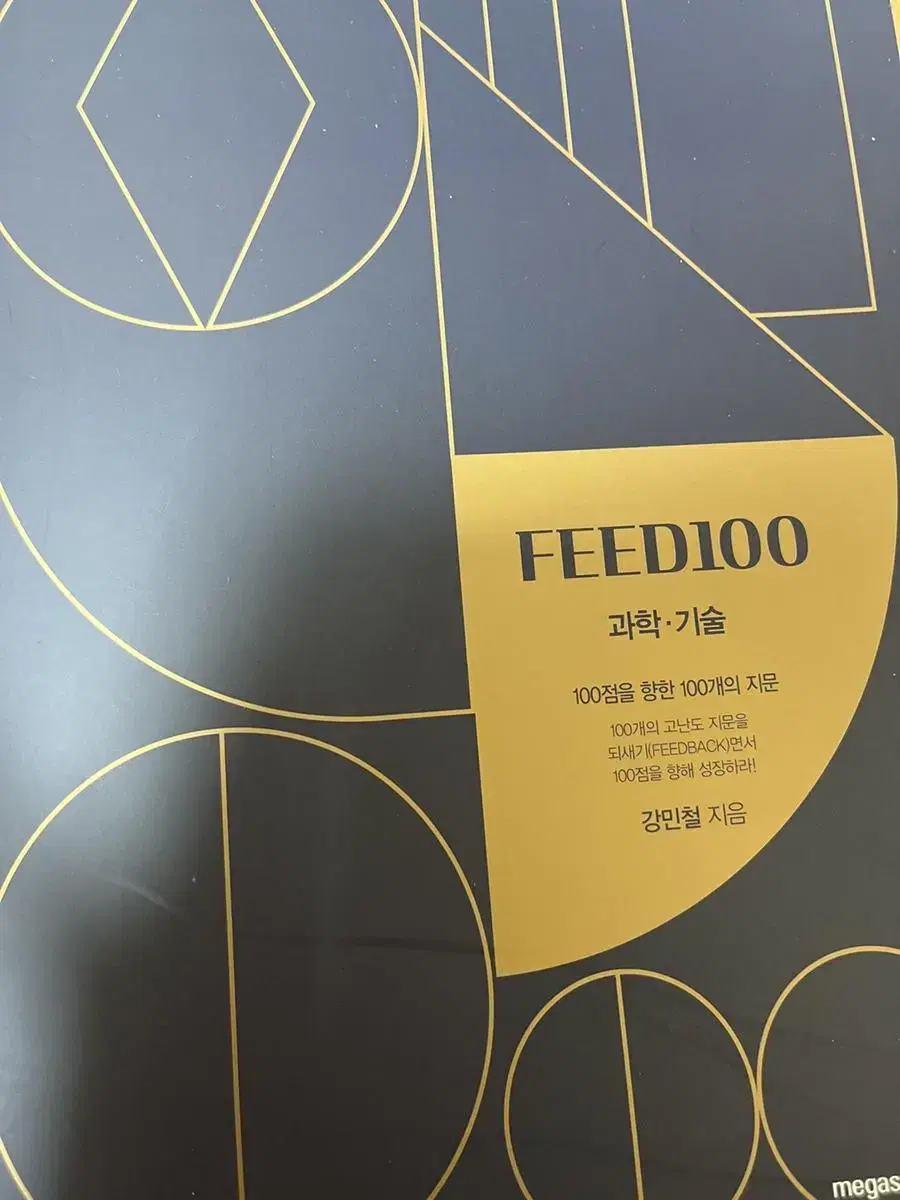 FEED100
과학·기술
100점을 향한 100개의 지문
100개의 고난도 지문을
되새기(FEEDBACK)면서
100점을 향해 성장하라!
강민철 지음
megas